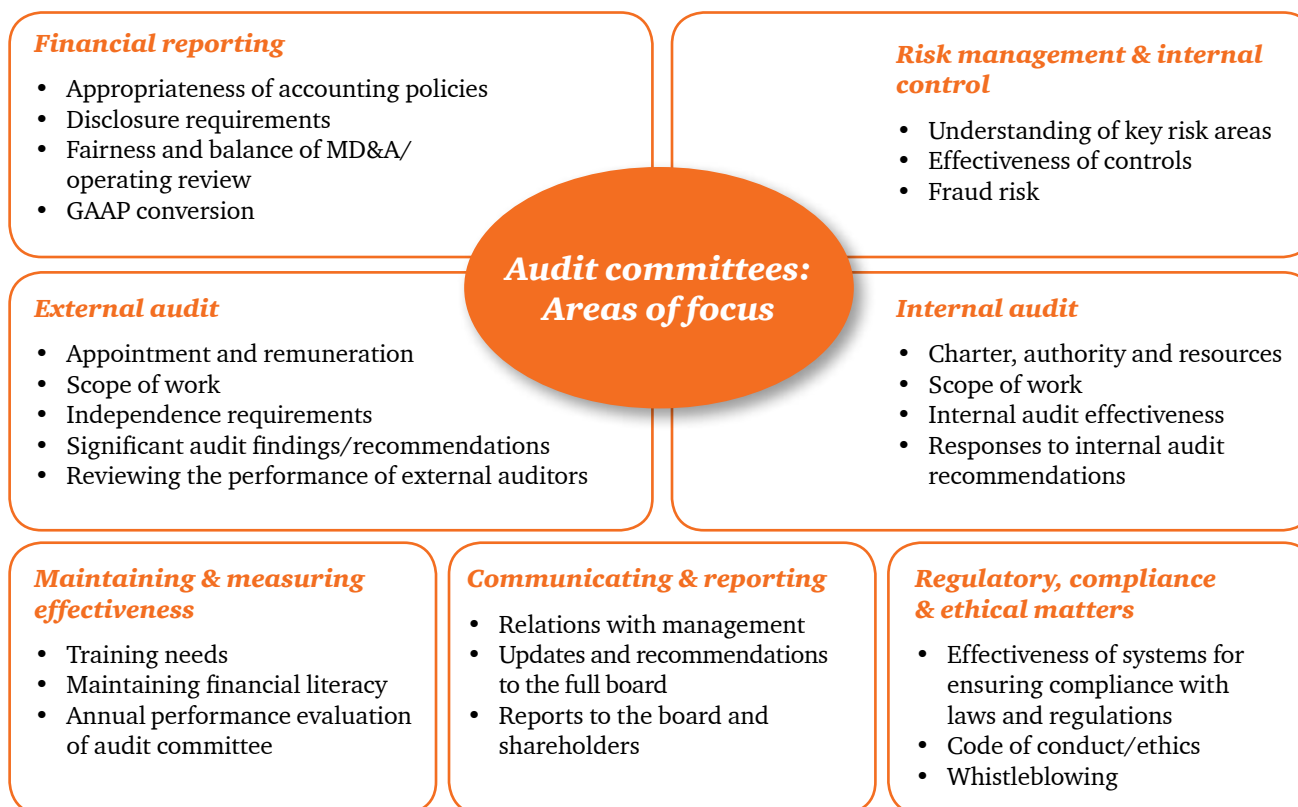 Financial reporting
• Appropriateness of accounting policies
• Disclosure requirements
• Fairness and balance of MD&A/
operating review
• GAAP conversion
Risk management & internal
control
• Understanding of key risk areas
• Effectiveness of controls
• Fraud risk
Audit committees:
Areas of focus
External audit
• Appointment and remuneration
• Scope of work
• Independence requirements
• Significant audit findings/recommendations
• Reviewing the performance of external auditors
Internal audit
• Charter, authority and resources
• Scope of work
• Internal audit effectiveness
• Responses to internal audit
recommendations
Maintaining & measuring
effectiveness
• Training needs
• Maintaining financial literacy
• Annual performance evaluation
of audit committee
Communicating & reporting
• Relations with management
• Updates and recommendations
to the full board
• Reports to the board and
shareholders
Regulatory, compliance
& ethical matters
• Effectiveness of systems for
ensuring compliance with
laws and regulations
• Code of conduct/ethics
• Whistleblowing